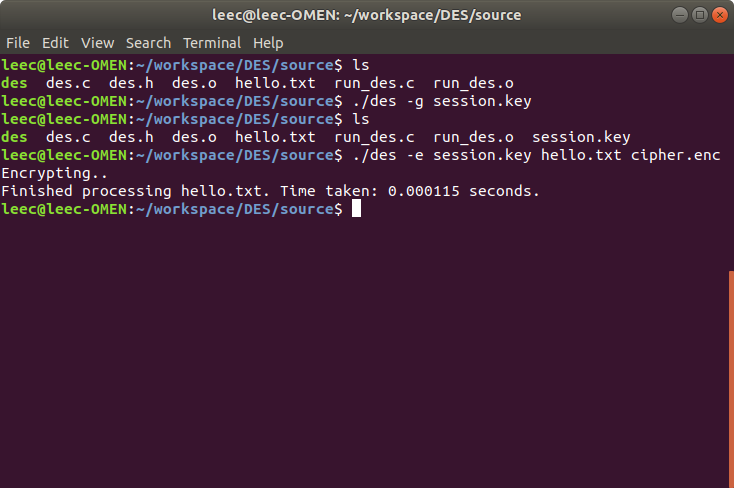 leec@leec-OMEN: ~/workspace/DES/source
File Edit View Search Terminal Help
leec@leec-OMEN:~/workspace/DES/source$ ls
des  des.c  des.h  des.o  hello.txt  run_des.c  run_des.o
leec@leec-OMEN:~/workspace/DES/source$ ./des -g session.key
leec@leec-OMEN:~/workspace/DES/source$ ls
des  des.c  des.h  des.o  hello.txt  run_des.c  run_des.o  session.key
leec@leec-OMEN:~/workspace/DES/source$ ./des -e session.key hello.txt cipher.enc
Encrypting..
Finished processing hello.txt. Time taken: 0.000115 seconds.
leec@leec-OMEN:~/workspace/DES/source$